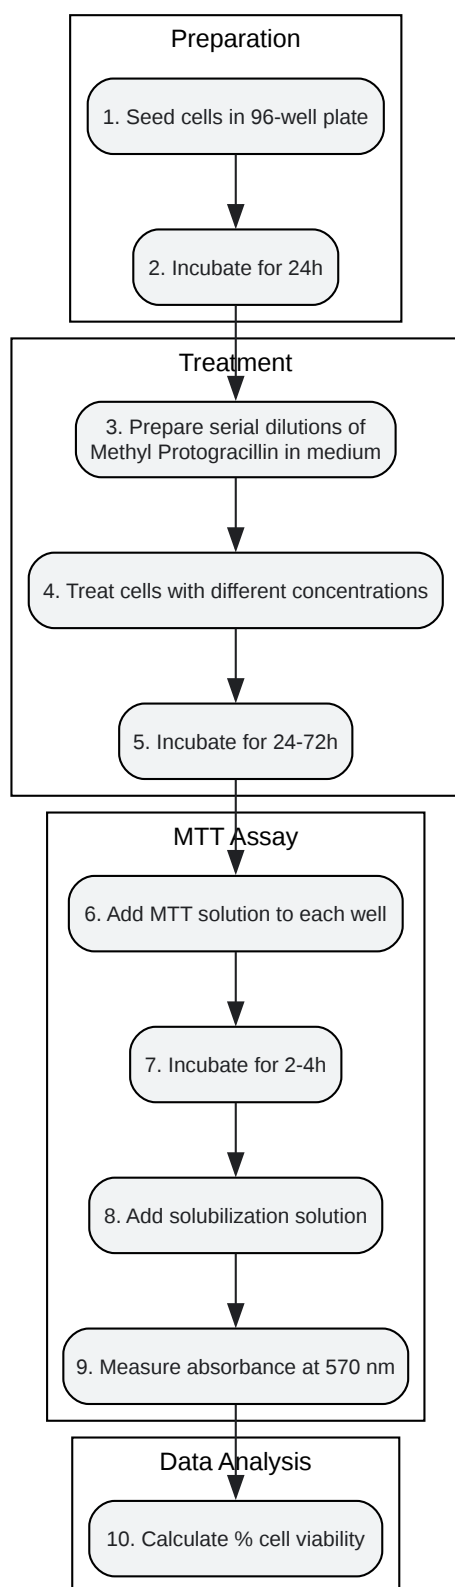 Preparation
1. Seed cells in 96-well plate
2. Incubate for 24h
Treatment
3. Prepare serial dilutions of
Methyl Protogracillin in medium
4. Treat cells with different concentrations
5. Incubate for 24-72h
MTT Assay
6. Add MTT solution to each well
7. Incubate for 2-4h
8. Add solubilization solution
9. Measure absorbance at 570 nm
Data Analysis
10. Calculate % cell viability